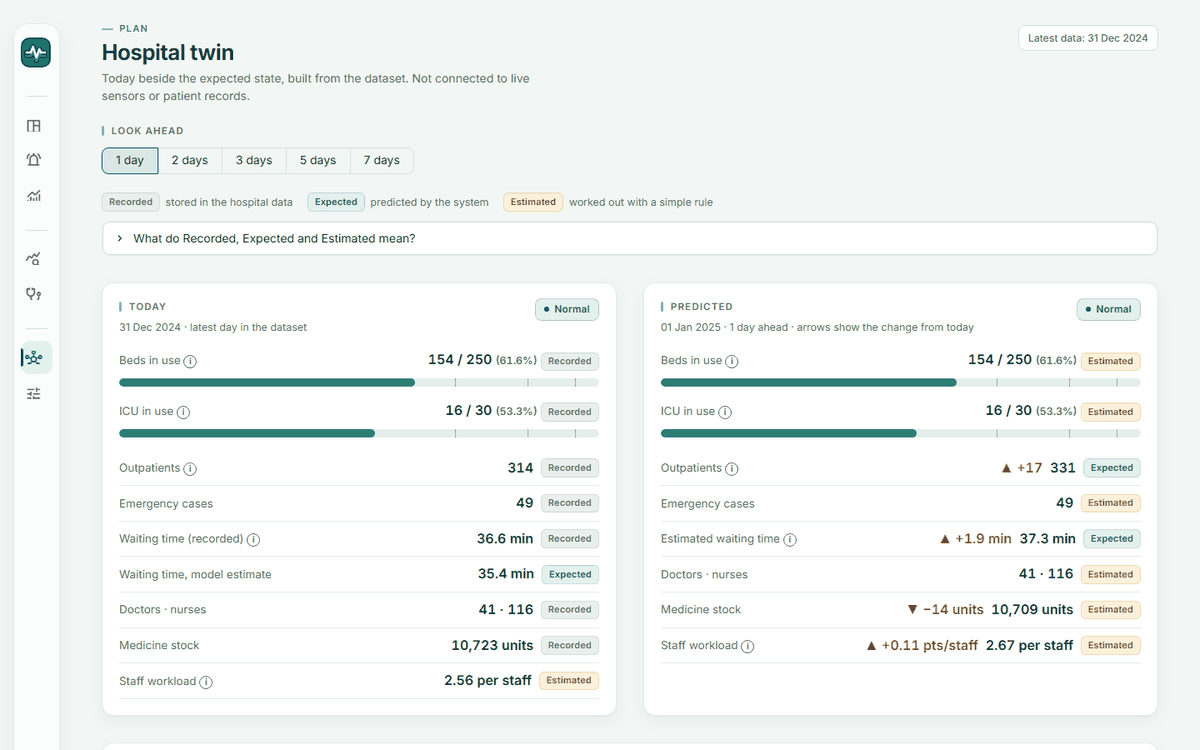 PLAN
Hospital twin
Latest data: 31 Dec 2024
Today beside the expected state, built from the dataset. Not connected to live
sensors or patient records.
LOOK AHEAD
1 day 2 days 3 days 5 days 7 days
Recorded stored in the hospital data Expected predicted by the system Estimated worked out with a simple rule
What do Recorded, Expected and Estimated mean?
TODAY
Normal
31 Dec 2024 · latest day in the dataset
Beds in use 154 / 250 (61.6%) Recorded
ICU in use 16 / 30 (53.3%) Recorded
Outpatients 314 Recorded
Emergency cases 49 Recorded
Waiting time (recorded) 36.6 min Recorded
Waiting time, model estimate 35.4 min Expected
Doctors · nurses 41 · 116 Recorded
Medicine stock 10,723 units Recorded
Staff workload 2.56 per staff Estimated
PREDICTED
Normal
01 Jan 2025 · 1 day ahead · arrows show the change from today
Beds in use 154 / 250 (61.6%) Estimated
ICU in use 16 / 30 (53.3%) Estimated
Outpatients ▲ +17 331 Expected
Emergency cases 49 Estimated
Estimated waiting time ▲ +1.9 min 37.3 min Expected
Doctors · nurses 41 · 116 Estimated
Medicine stock ▼ −14 units 10,709 units Estimated
Staff workload ▲ +0.11 pts/staff 2.67 per staff Estimated